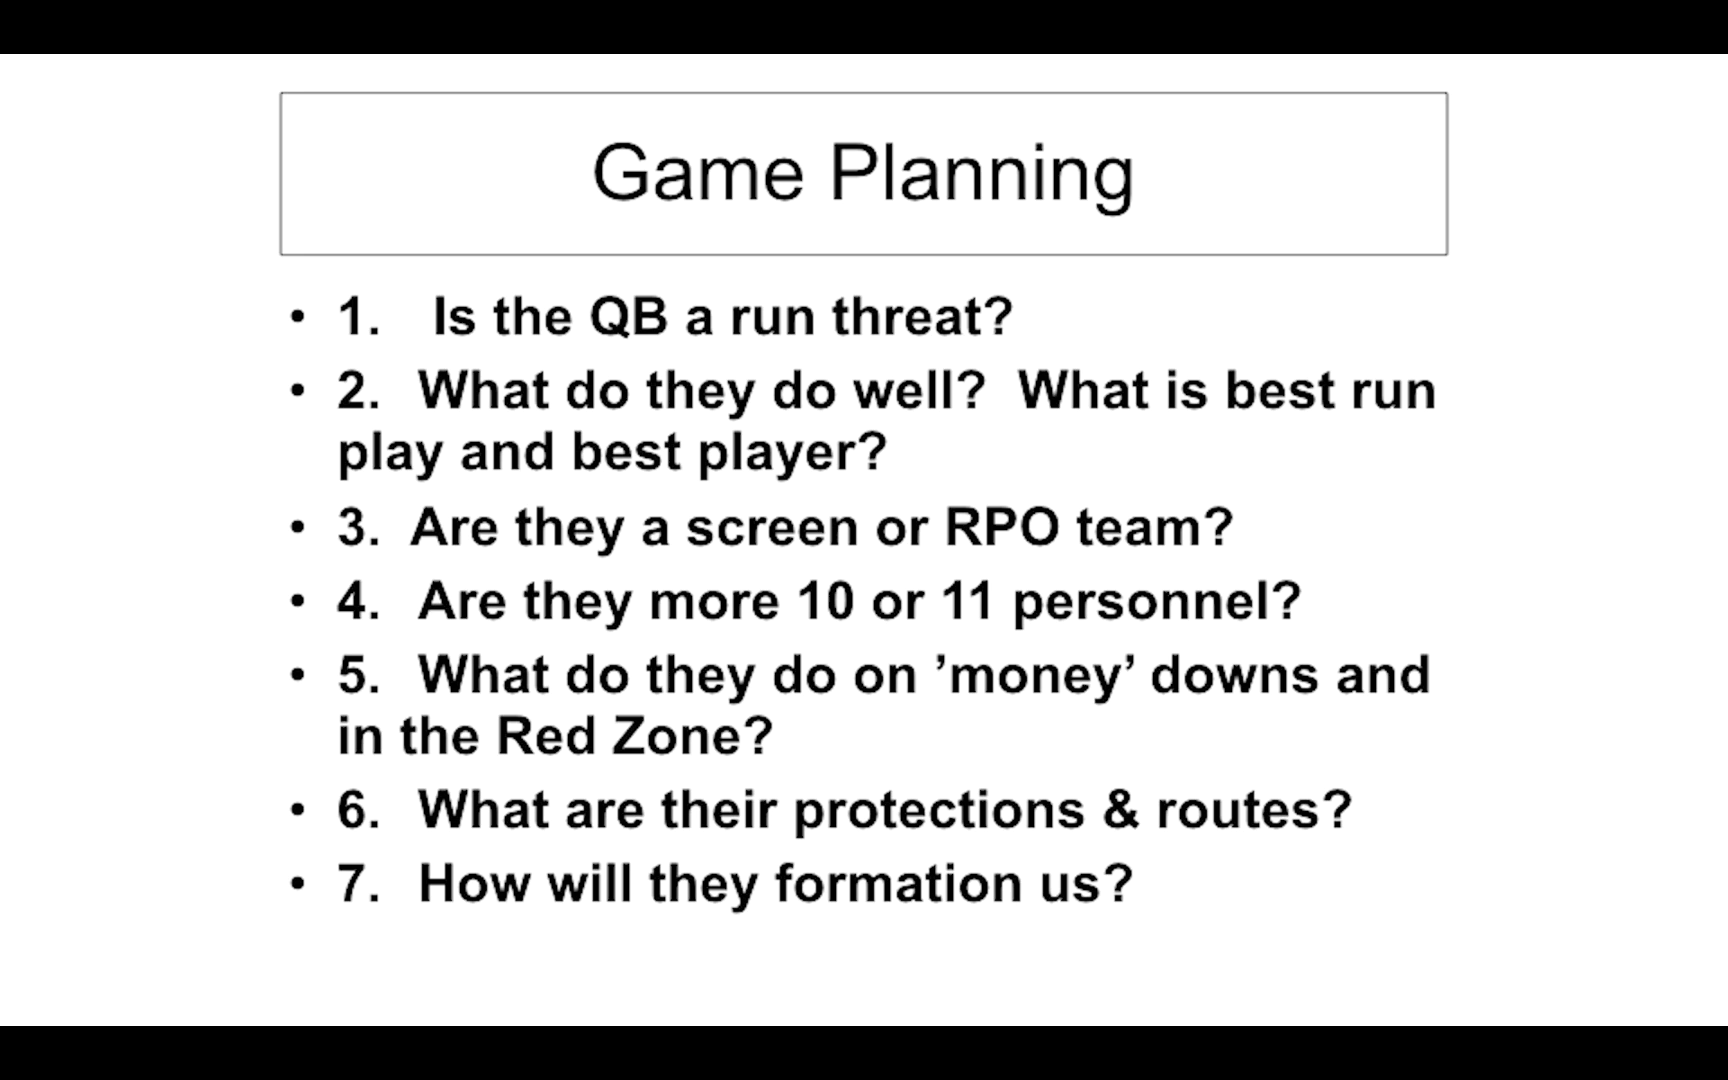 Game Planning
• 1. Is the QB a run threat?
• 2. What do they do well? What is best run
play and best player?
• 3. Are they a screen or RPO team?
• 4. Are they more 10 or 11 personnel?
• 5. What do they do on ’money’ downs and
in the Red Zone?
• 6. What are their protections & routes?
• 7. How will they formation us?